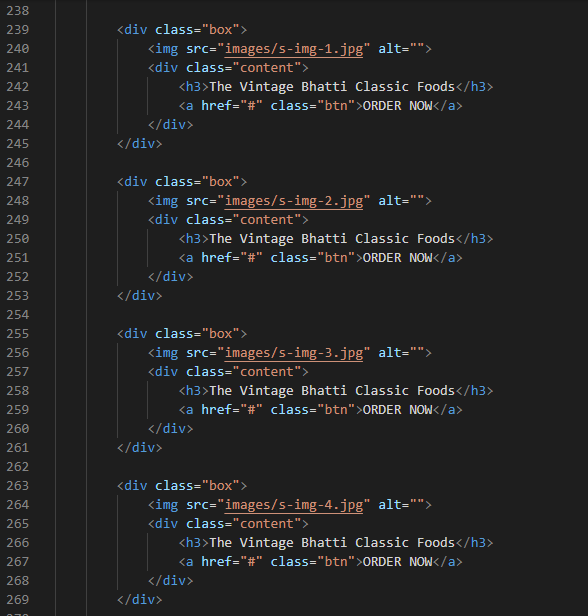 238
239 <div class="box">
240 <img src="images/s-img-1.jpg" alt="">
241 <div class="content">
242 <h3>The Vintage Bhatti Classic Foods</h3>
243 <a href="#" class="btn">ORDER NOW</a>
244 </div>
245 </div>
246
247 <div class="box">
248 <img src="images/s-img-2.jpg" alt="">
249 <div class="content">
250 <h3>The Vintage Bhatti Classic Foods</h3>
251 <a href="#" class="btn">ORDER NOW</a>
252 </div>
253 </div>
254
255 <div class="box">
256 <img src="images/s-img-3.jpg" alt="">
257 <div class="content">
258 <h3>The Vintage Bhatti Classic Foods</h3>
259 <a href="#" class="btn">ORDER NOW</a>
260 </div>
261 </div>
262
263 <div class="box">
264 <img src="images/s-img-4.jpg" alt="">
265 <div class="content">
266 <h3>The Vintage Bhatti Classic Foods</h3>
267 <a href="#" class="btn">ORDER NOW</a>
268 </div>
269 </div>